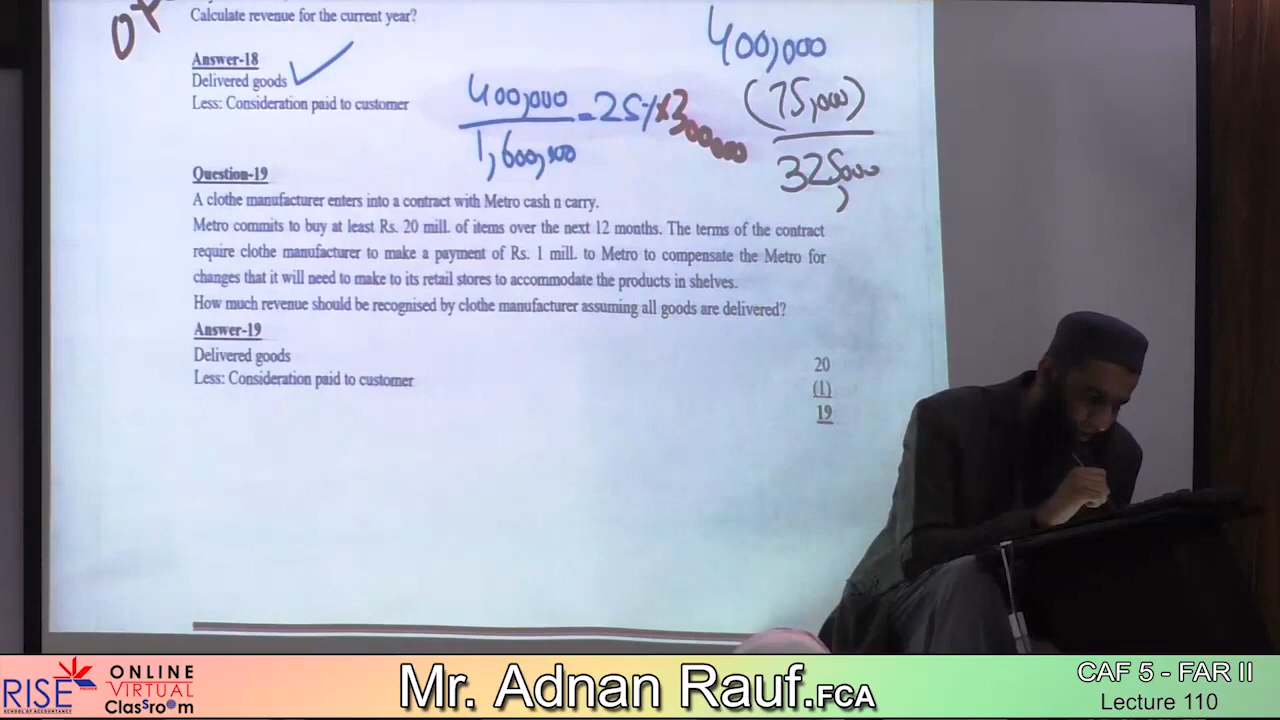 Calculate revenue for the current year?
400,000
Answer-18
Delivered goods
Less: Consideration paid to customer
400,000
1,600,000
= 25% × 300000
(75,000)
325,000
Question-19
A clothe manufacturer enters into a contract with Metro cash n carry.
Metro commits to buy at least Rs. 20 mill. of items over the next 12 months. The terms of the contract
require clothe manufacturer to make a payment of Rs. 1 mill. to Metro to compensate the Metro for
changes that it will need to make to its retail stores to accommodate the products in shelves.
How much revenue should be recognised by clothe manufacturer assuming all goods are delivered?
Answer-19
Delivered goods 20
Less: Consideration paid to customer (1)
19
RISE
SCHOOL OF ACCOUNTANCY
ONLINE
VIRTUAL
Classroom
Mr. Adnan Rauf.FCA
CAF 5 - FAR II
Lecture 110